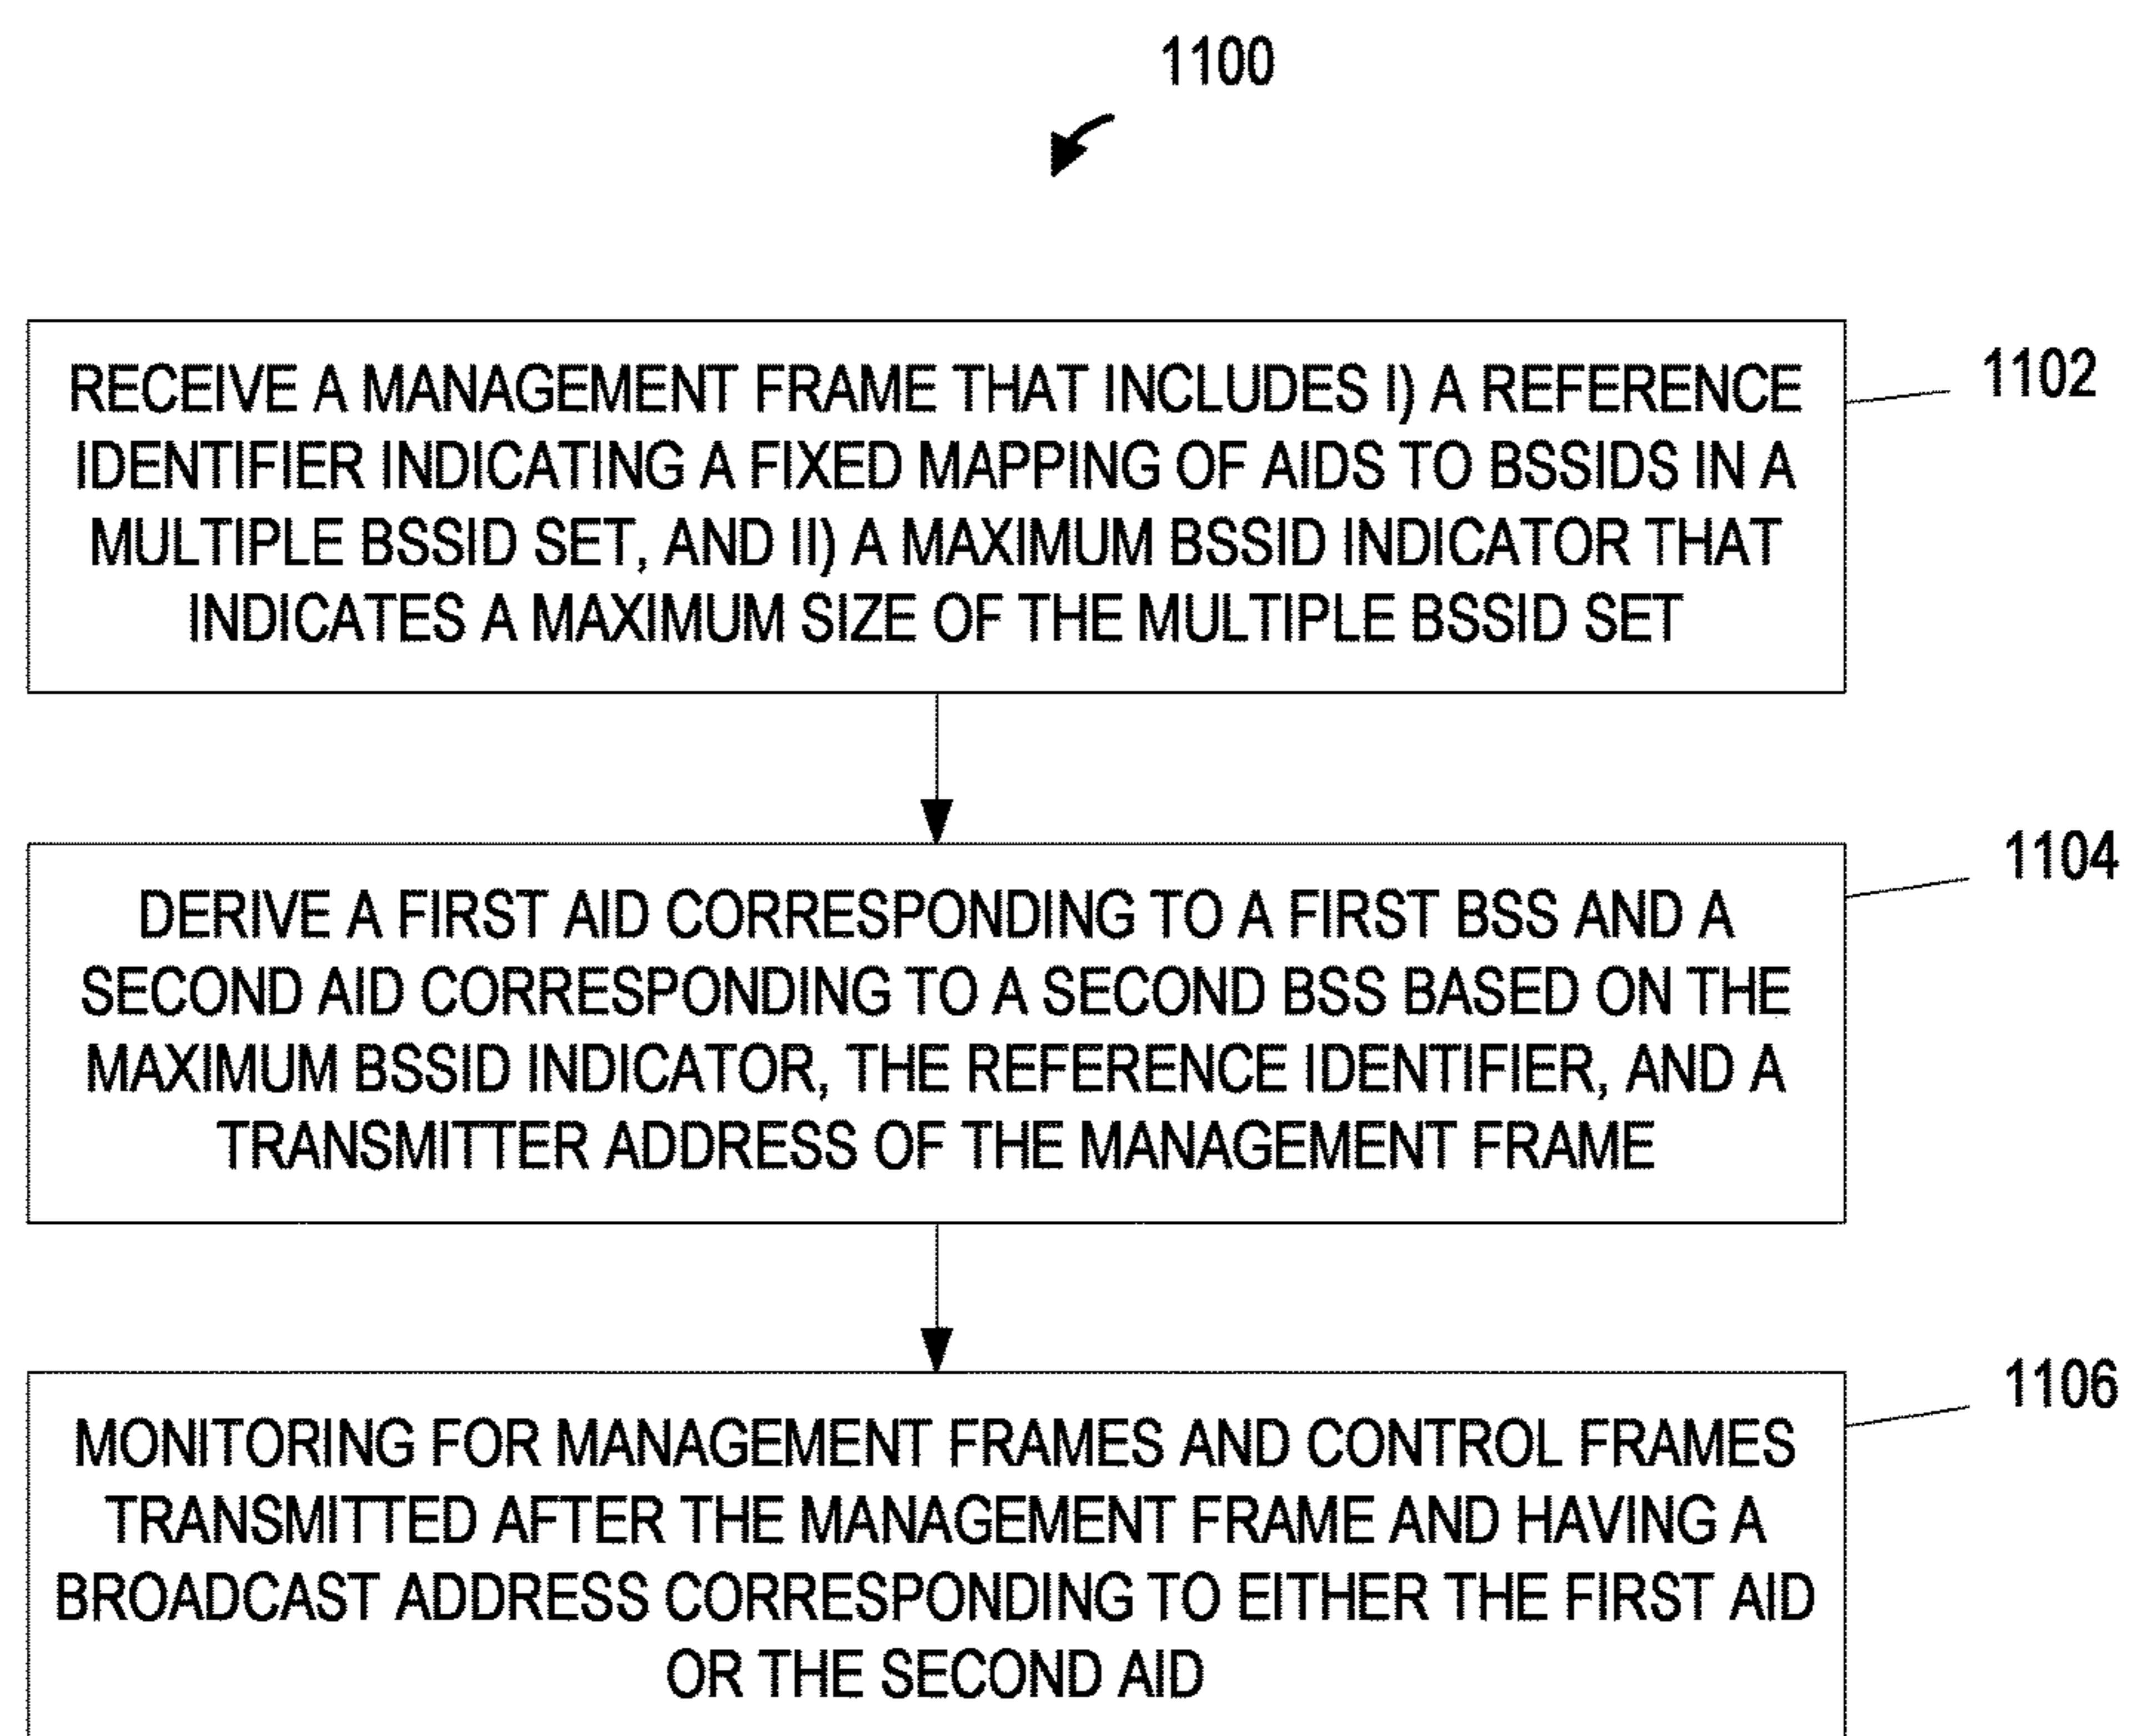 1100
RECEIVE A MANAGEMENT FRAME THAT INCLUDES I) A REFERENCE
IDENTIFIER INDICATING A FIXED MAPPING OF AIDS TO BSSIDS IN A
MULTIPLE BSSID SET, AND II) A MAXIMUM BSSID INDICATOR THAT
INDICATES A MAXIMUM SIZE OF THE MULTIPLE BSSID SET
1102
DERIVE A FIRST AID CORRESPONDING TO A FIRST BSS AND A
SECOND AID CORRESPONDING TO A SECOND BSS BASED ON THE
MAXIMUM BSSID INDICATOR, THE REFERENCE IDENTIFIER, AND A
TRANSMITTER ADDRESS OF THE MANAGEMENT FRAME
1104
MONITORING FOR MANAGEMENT FRAMES AND CONTROL FRAMES
TRANSMITTED AFTER THE MANAGEMENT FRAME AND HAVING A
BROADCAST ADDRESS CORRESPONDING TO EITHER THE FIRST AID
OR THE SECOND AID
1106